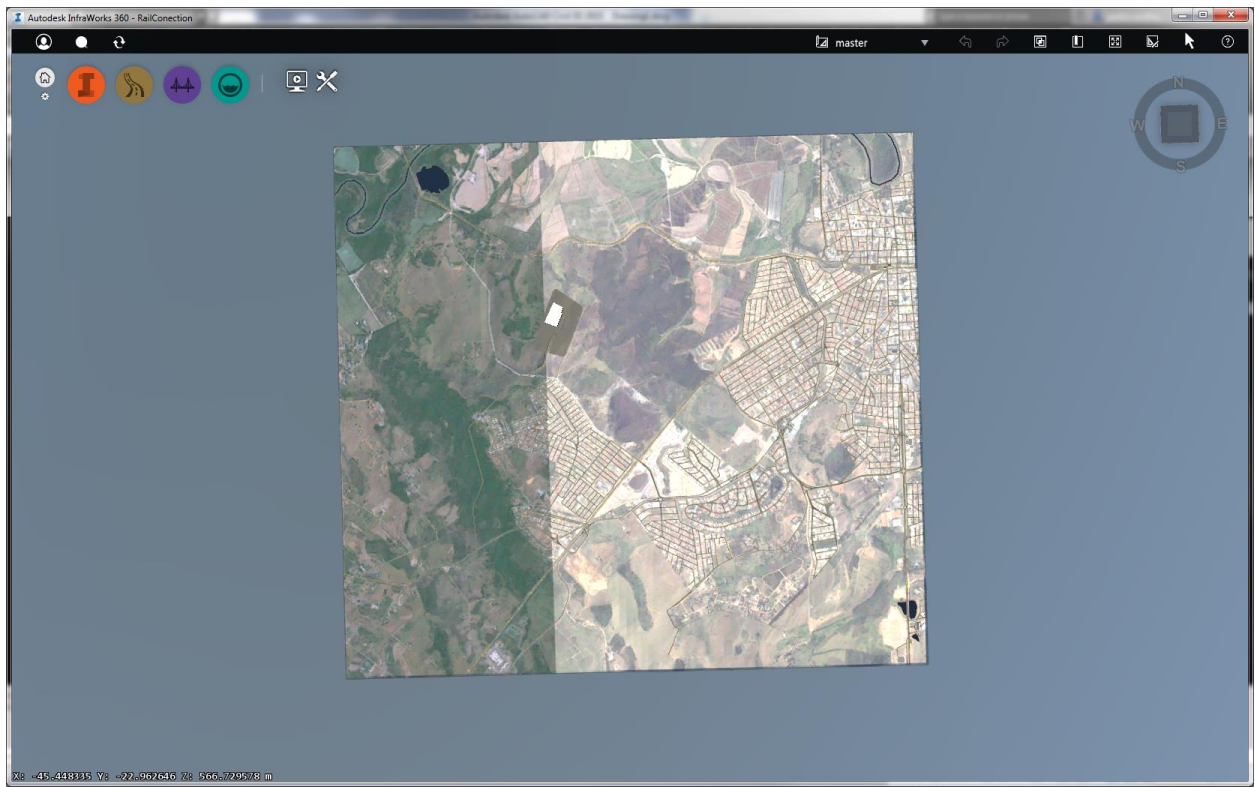 Autodesk InfraWorks 360 - RailConection
master
N
W
E
S
X: -45.448335 Y: -22.962646 Z: 566.729578 m